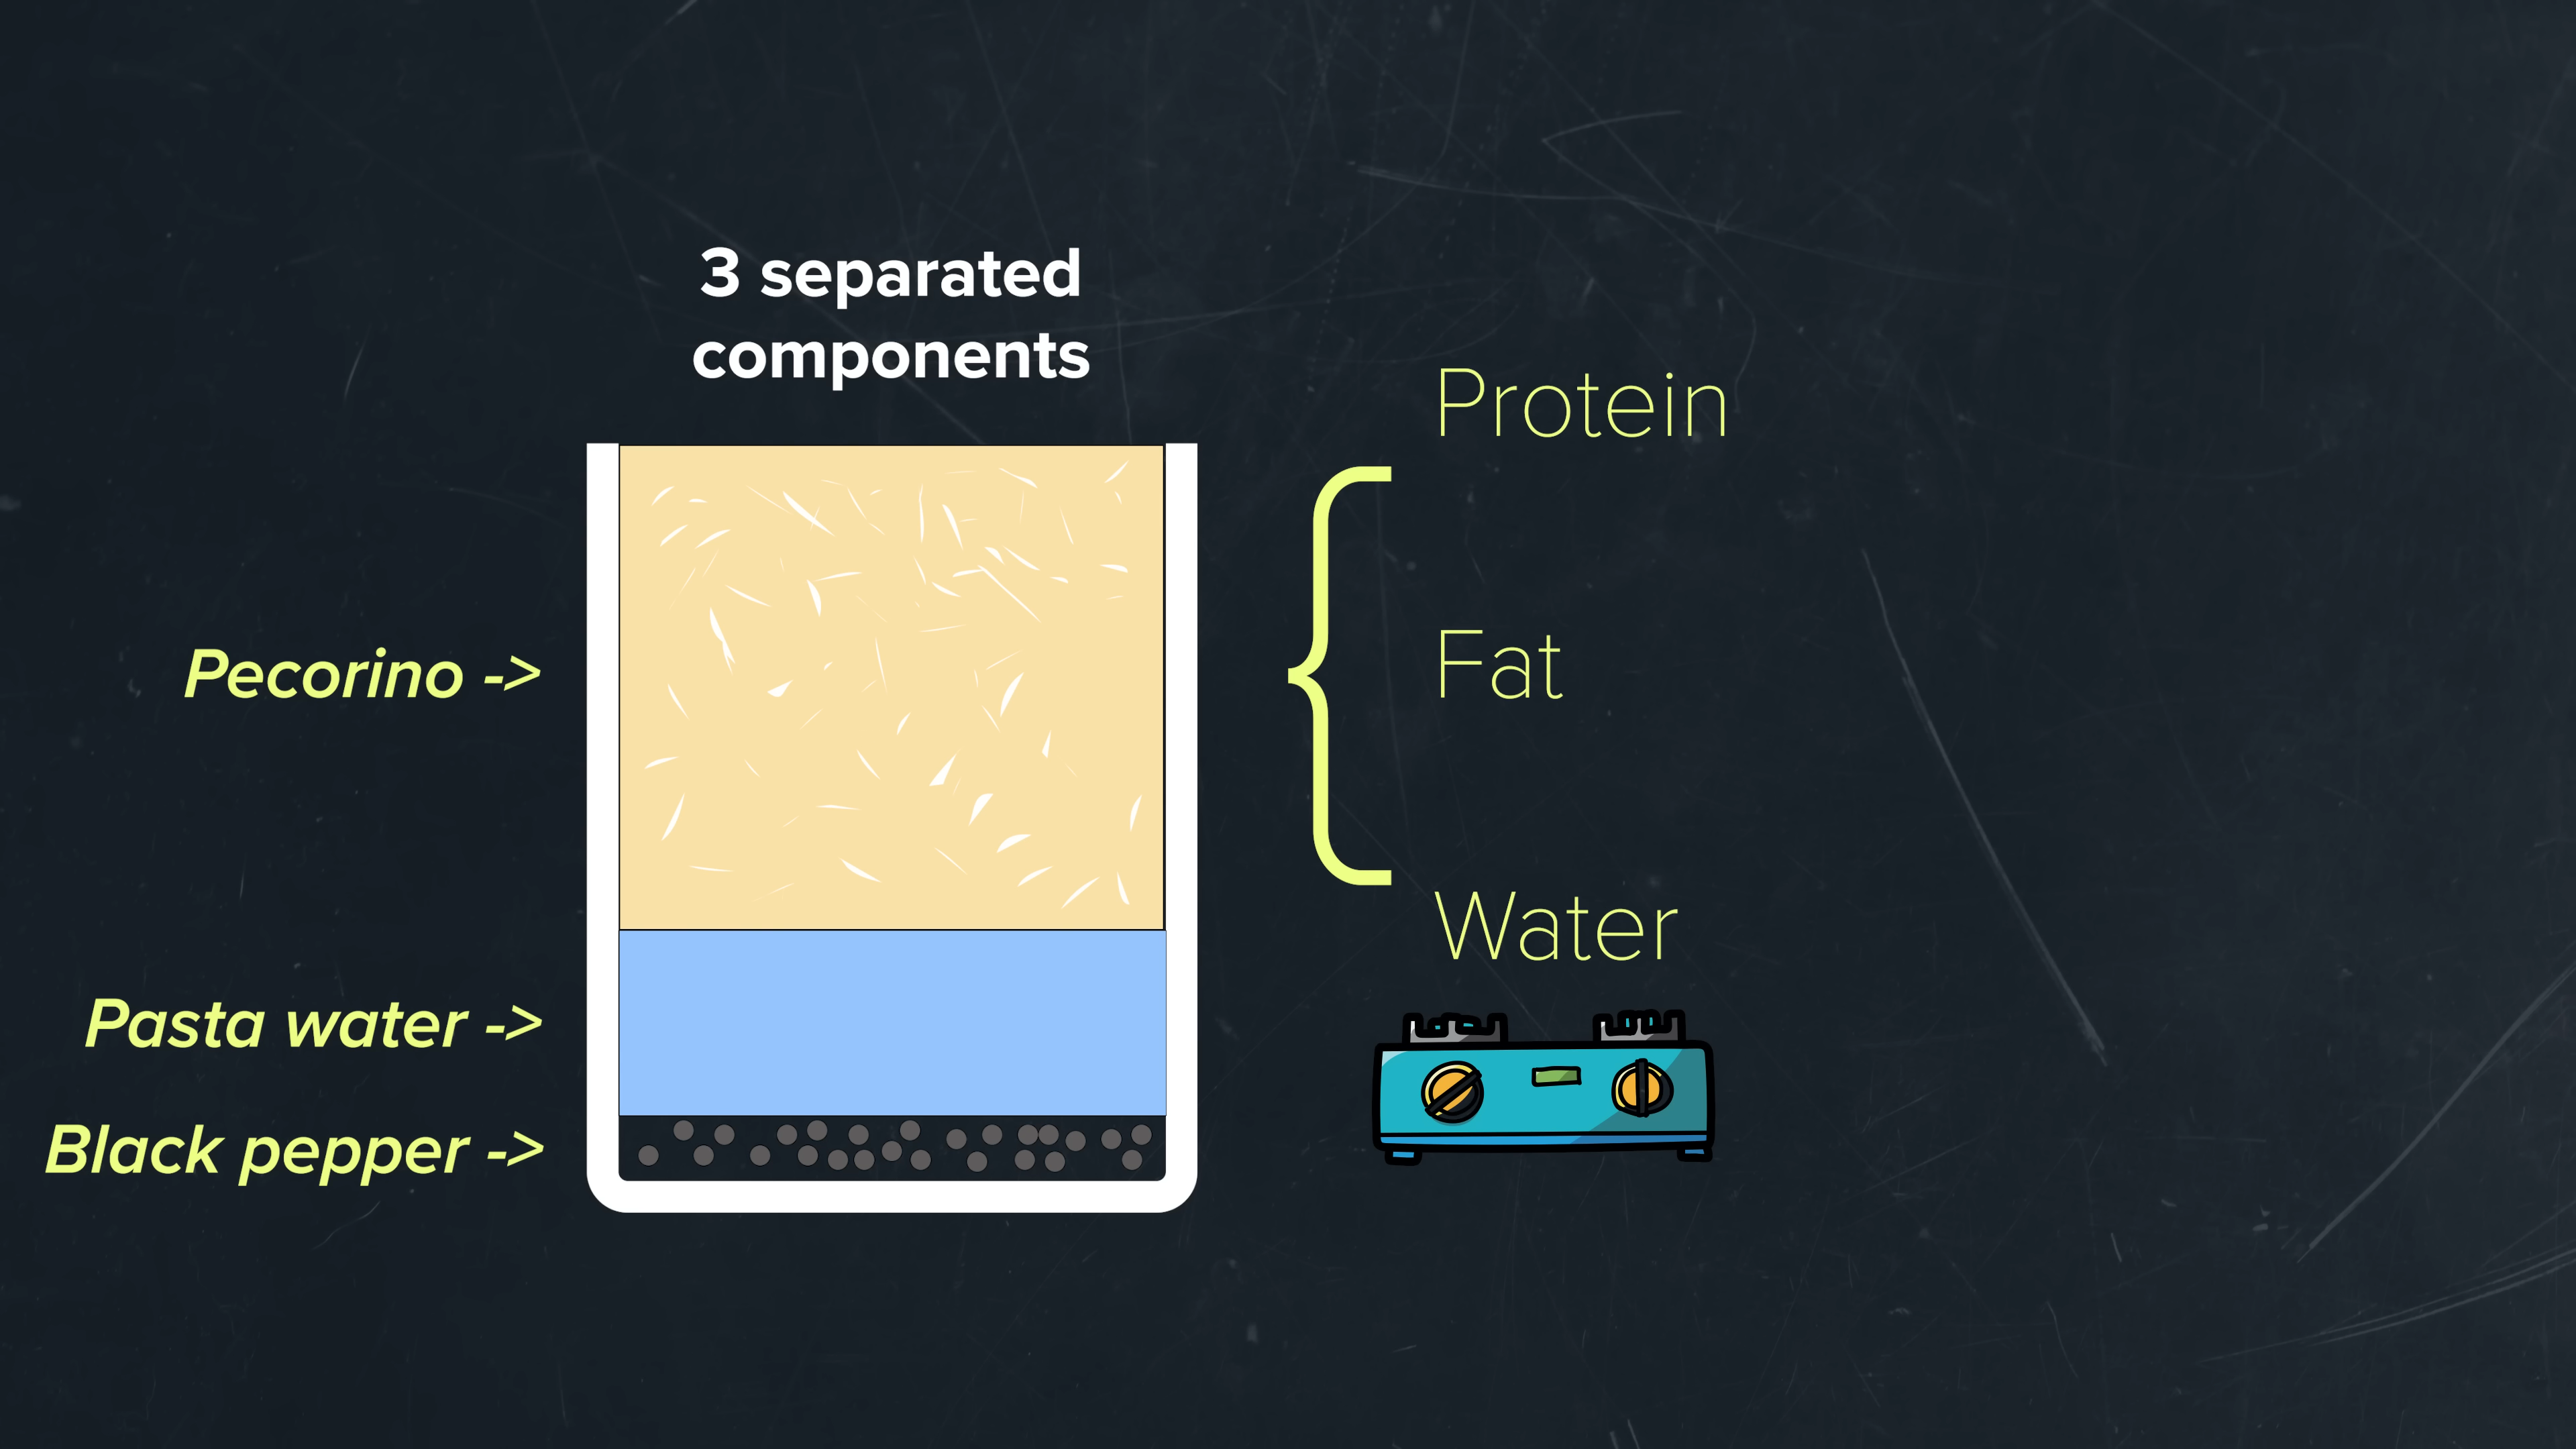 3 separated
components
Pecorino ->
Pasta water ->
Black pepper ->
Protein
Fat
Water